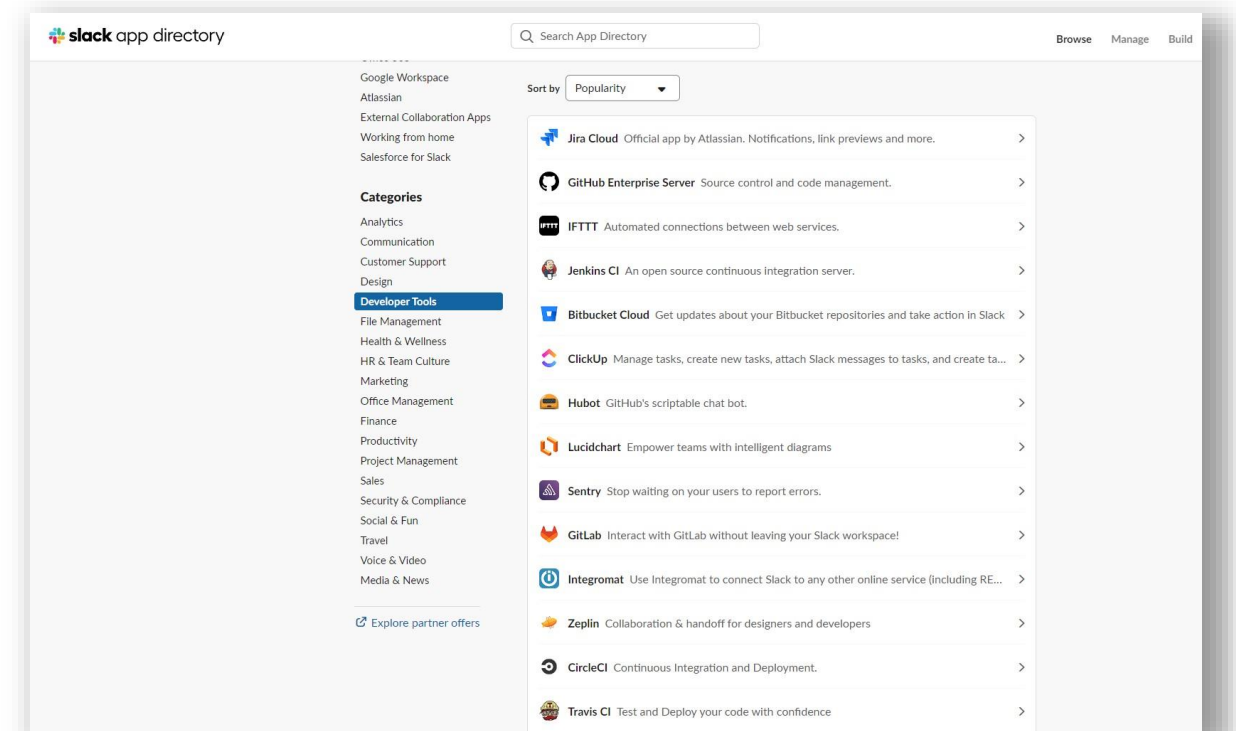 slack app directory
Search App Directory
Browse Manage Build
Google Workspace
Atlassian
External Collaboration Apps
Working from home
Salesforce for Slack
Categories
Analytics
Communication
Customer Support
Design
Developer Tools
File Management
Health & Wellness
HR & Team Culture
Marketing
Office Management
Finance
Productivity
Project Management
Sales
Security & Compliance
Social & Fun
Travel
Voice & Video
Media & News
Explore partner offers
Sort by Popularity
Jira Cloud Official app by Atlassian. Notifications, link previews and more.
GitHub Enterprise Server Source control and code management.
IFTTT IFTTT Automated connections between web services.
Jenkins CI An open source continuous integration server.
Bitbucket Cloud Get updates about your Bitbucket repositories and take action in Slack
ClickUp Manage tasks, create new tasks, attach Slack messages to tasks, and create ta...
Hubot GitHub's scriptable chat bot.
Lucidchart Empower teams with intelligent diagrams
Sentry Stop waiting on your users to report errors.
GitLab Interact with GitLab without leaving your Slack workspace!
Integromat Use Integromat to connect Slack to any other online service (including RE...
Zeplin Collaboration & handoff for designers and developers
CircleCI Continuous Integration and Deployment.
Travis CI Test and Deploy your code with confidence